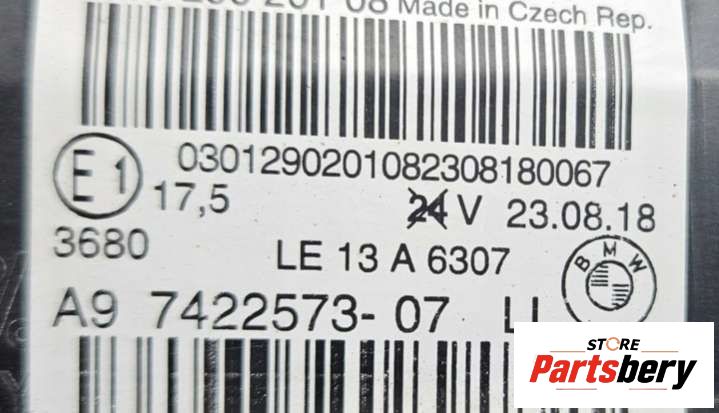 Made in Czech Rep.
0301290201082308180067
E1
17,5
24 V 23.08.18
3680
LE 13 A 6307
BMW
A9 7422573-07
STORE
Partsbery